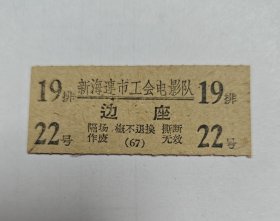 19排 新海連市工会电影队 19排
边座
22号 隔场作废 概不退换 撕断无效 22号
(67)